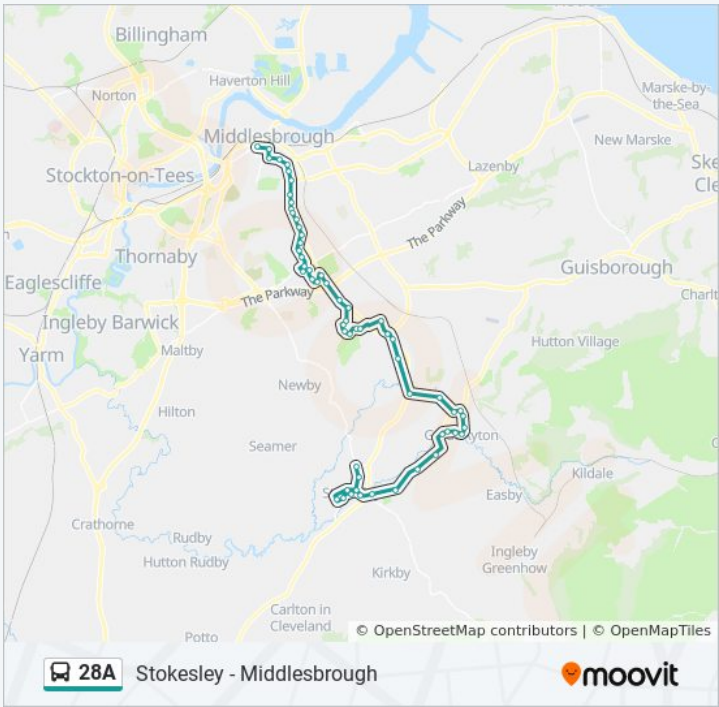 Billingham
Haverton Hill
Norton
Marske-by-
the-Sea
Middlesbrough
New Marske
Stockton-on-Tees
Lazenby
Ske
Cle
The Parkway
Thornaby
Guisborough
Eaglescliffe
The Parkway
Charlt
Ingleby Barwick
Yarm
Maltby
Hutton Village
Newby
Hilton
Seamer
yton
Kildale
Easby
Crathorne
Rudby
Hutton Rudby
Ingleby
Greenhow
Kirkby
Carlton in
Cleveland
Potto
© OpenStreetMap contributors | © OpenMapTiles
28A Stokesley - Middlesbrough
moovit